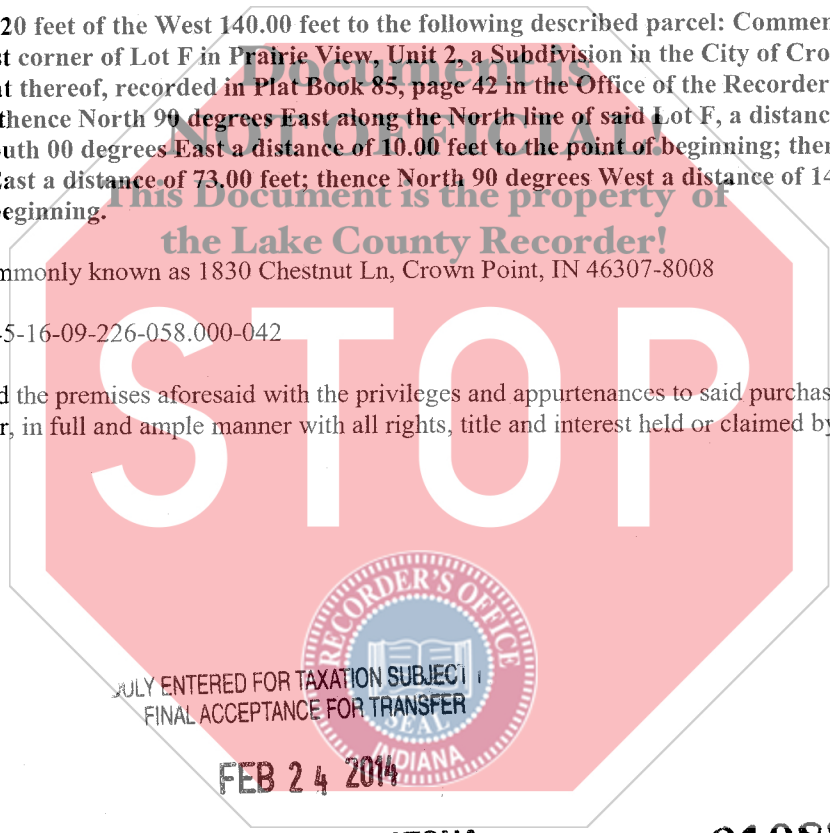 20 feet of the West 140.00 feet to the following described parcel: Commen
st corner of Lot F in Prairie View, Unit 2, a Subdivision in the City of Cro
at thereof, recorded in Plat Book 85, page 42 in the Office of the Recorder
thence North 90 degrees East along the North line of said Lot F, a distanc
uth 00 degrees East a distance of 10.00 feet to the point of beginning; then
East a distance of 73.00 feet; thence North 90 degrees West a distance of 14
eginning.
Document is
NOT OFFICIAL!
This Document is the property of
the Lake County Recorder!
mmonly known as 1830 Chestnut Ln, Crown Point, IN 46307-8008
5-16-09-226-058.000-042
d the premises aforesaid with the privileges and appurtenances to said purchas
r, in full and ample manner with all rights, title and interest held or claimed by
STOP
RECORDER'S OFFICE
SEAL
INDIANA
DULY ENTERED FOR TAXATION SUBJECT
FINAL ACCEPTANCE FOR TRANSFER
FEB 24 2014